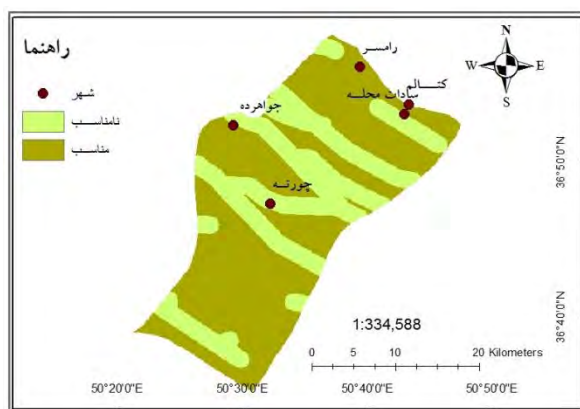 راهنما
شهر
نامناسب
مناسب
رامسر
کتالم
سادات محله
جواهرده
چورته
N
W E
S
36°50'0"N
36°40'0"N
1:334,588
0 5 10 20 Kilometers
50°20'0"E 50°30'0"E 50°40'0"E 50°50'0"E